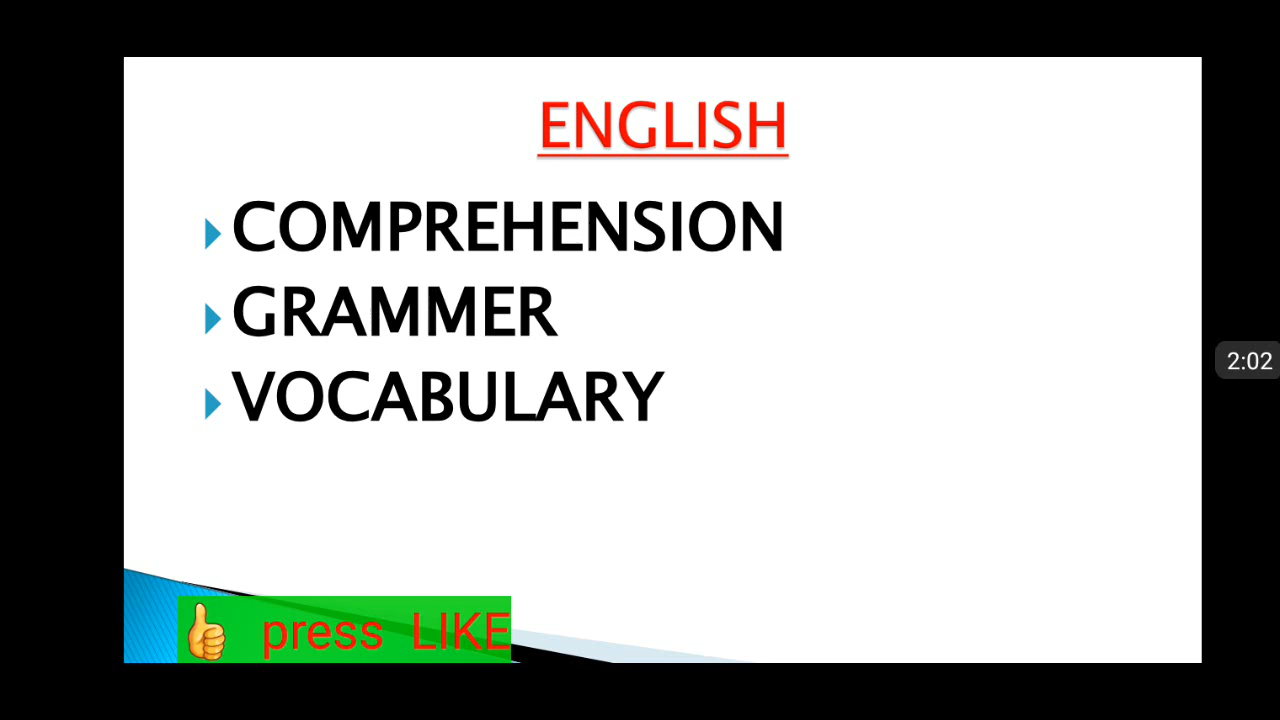 ENGLISH
COMPREHENSION
GRAMMER
VOCABULARY
2:02
👍 press LIKE